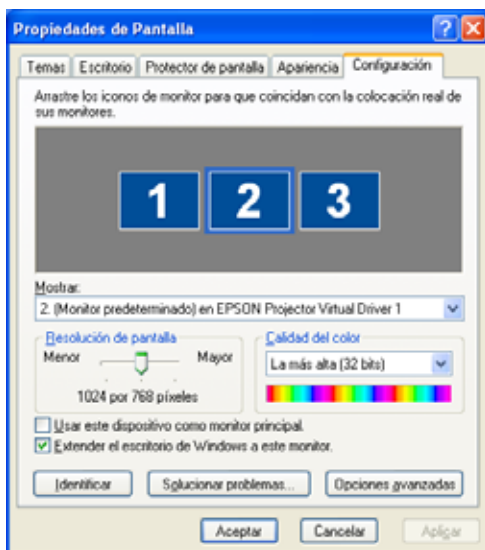 Propiedades de Pantalla
Temas Escritorio Protector de pantalla Apariencia Configuración
Arrastre los iconos de monitor para que coincidan con la colocación real de
sus monitores.
1 2 3
Mostrar:
2. (Monitor predeterminado) en EPSON Projector Virtual Driver 1
Resolución de pantalla Calidad del color
Menor Mayor La más alta (32 bits)
1024 por 768 píxeles
Usar este dispositivo como monitor principal.
Extender el escritorio de Windows a este monitor.
Identificar Solucionar problemas... Opciones avanzadas
Aceptar Cancelar Aplicar